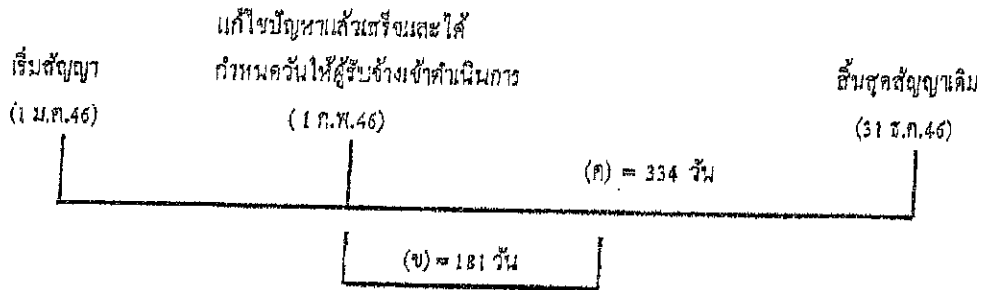 แก้ไขปัญหาแล้วเสร็จและได้
เริ่มสัญญา กำหนดวันให้ผู้รับจ้างเข้าดำเนินการ สิ้นสุดสัญญาเดิม
(1 ม.ค.46) (1 ก.พ.46) (31 ธ.ค.46)
(ค) = 334 วัน
(ข) = 181 วัน